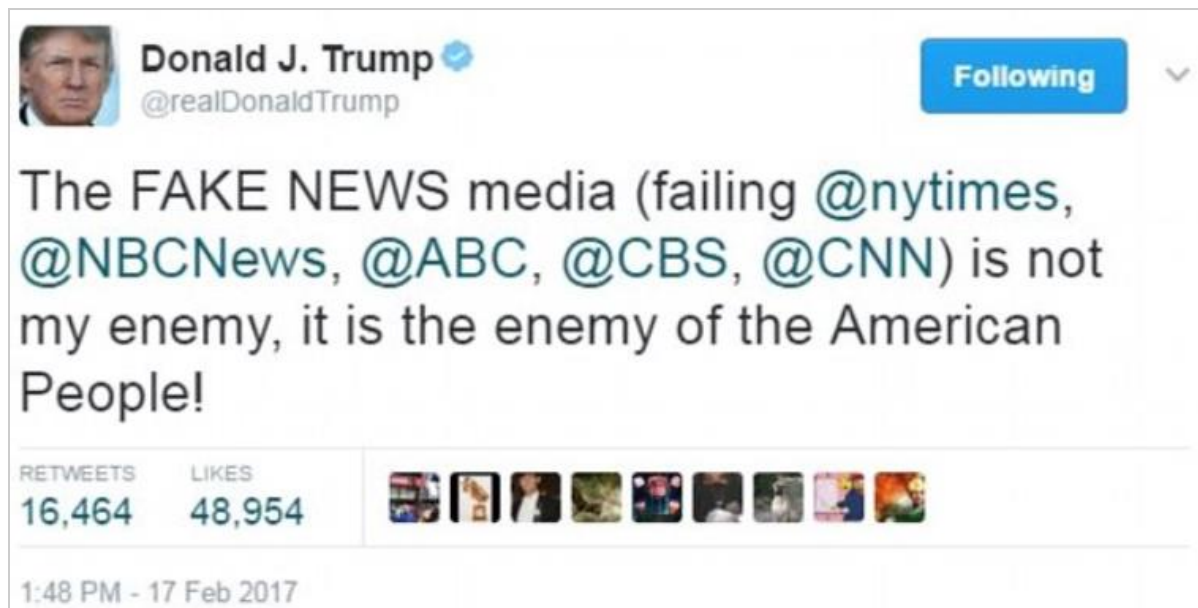 Donald J. Trump
@realDonaldTrump
Following
The FAKE NEWS media (failing @nytimes,
@NBCNews, @ABC, @CBS, @CNN) is not
my enemy, it is the enemy of the American
People!
RETWEETS LIKES
16,464 48,954
1:48 PM - 17 Feb 2017